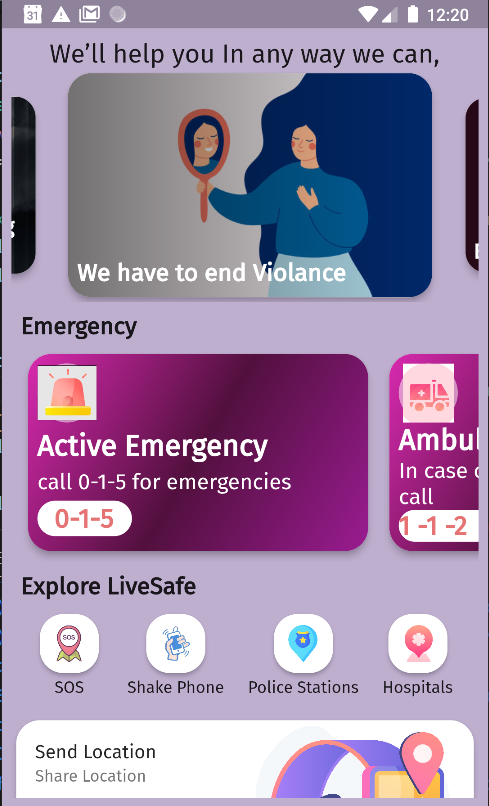 31
12:20
We'll help you In any way we can,
We have to end Violance
Emergency
Active Emergency
call 0-1-5 for emergencies
0-1-5
In case
call
1 -1 -2
Explore LiveSafe
SOS
SOS
Shake Phone
Police Stations
Hospitals
Send Location
Share Location